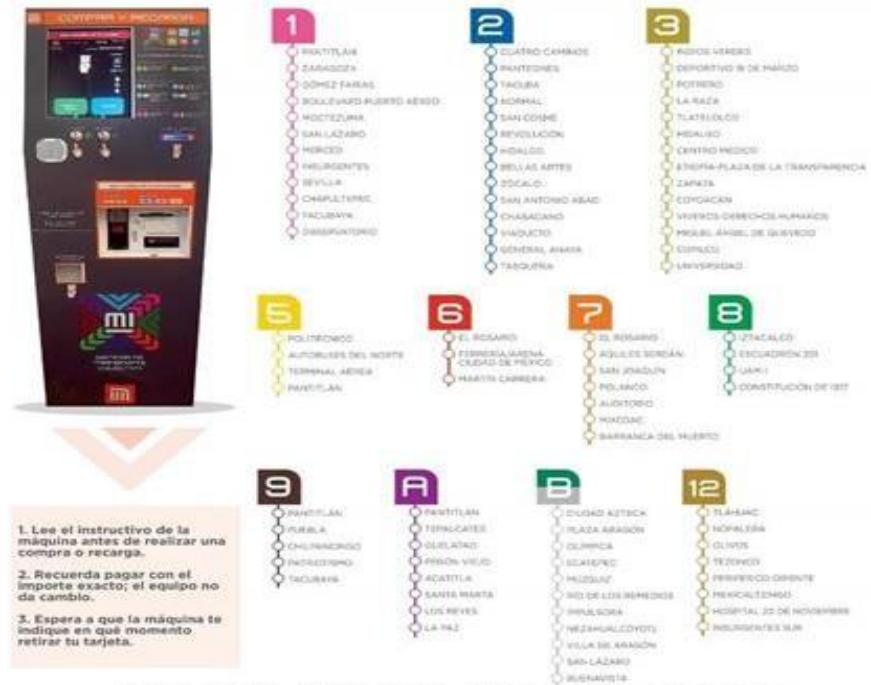 COMPRA Y RECARGA
MI
SISTEMA DE
TRANSPORTE
COLECTIVO
1. Lee el instructivo de la
máquina antes de realizar una
compra o recarga.
2. Recuerda pagar con el
importe exacto; el equipo no
da cambio.
3. Espera a que la máquina te
indique en qué momento
retirar tu tarjeta.
1
PANTITLÁN
ZARAGOZA
GÓMEZ FARÍAS
BOULEVARD PUERTO AÉREO
MOCTEZUMA
SAN LÁZARO
MERCED
INSURGENTES
SEVILLA
CHAPULTEPEC
TACUBAYA
OBSERVATORIO
2
CUATRO CAMINOS
PANTEONES
TACUBA
NORMAL
SAN COSME
REVOLUCIÓN
HIDALGO
BELLAS ARTES
ZÓCALO
SAN ANTONIO ABAD
CHABACANO
VIADUCTO
GENERAL ANAYA
TASQUEÑA
3
INDIOS VERDES
DEPORTIVO 18 DE MARZO
POTRERO
LA RAZA
TLATELOLCO
HIDALGO
CENTRO MÉDICO
ETIOPÍA-PLAZA DE LA TRANSPARENCIA
ZAPATA
COYOACÁN
VIVEROS-DERECHOS HUMANOS
MIGUEL ÁNGEL DE QUEVEDO
COPILCO
UNIVERSIDAD
5
POLITÉCNICO
AUTOBUSES DEL NORTE
TERMINAL AÉREA
PANTITLÁN
6
EL ROSARIO
FERRERÍA/ARENA
CIUDAD DE MÉXICO
MARTÍN CARRERA
7
EL ROSARIO
AQUILES SERDÁN
SAN JOAQUÍN
POLANCO
AUDITORIO
MIXCOAC
BARRANCA DEL MUERTO
8
IZTACALCO
ESCUADRÓN 201
UAM-I
CONSTITUCIÓN DE 1917
9
PANTITLÁN
PUEBLA
CHILPANCINGO
PATRIOTISMO
TACUBAYA
A
PANTITLÁN
TEPALCATES
GUELATAO
PEÑÓN VIEJO
ACATITLA
SANTA MARTA
LOS REYES
LA PAZ
B
CIUDAD AZTECA
PLAZA ARAGÓN
OLÍMPICA
ECATEPEC
MÚZQUIZ
RÍO DE LOS REMEDIOS
IMPULSORA
NEZAHUALCÓYOTL
VILLA DE ARAGÓN
SAN LÁZARO
BUENAVISTA
12
TLÁHUAC
NOPALERA
OLIVOS
TEZONCO
PERIFÉRICO ORIENTE
MEXICALTZINGO
HOSPITAL 20 DE NOVIEMBRE
INSURGENTES SUR